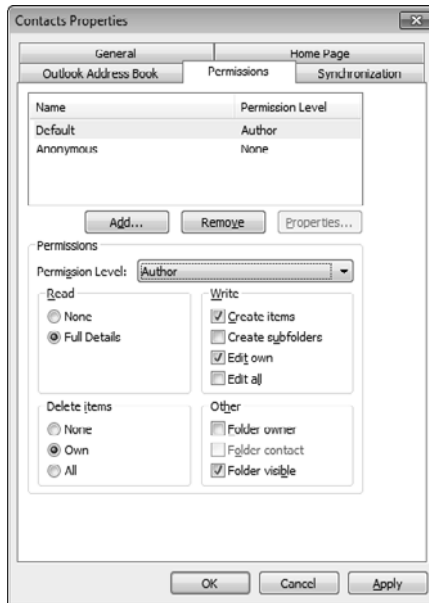 Contacts Properties
General Home Page
Outlook Address Book Permissions Synchronization
Name Permission Level
Default Author
Anonymous None
Add... Remove Properties...
Permissions
Permission Level: Author
Read Write
None Create items
Full Details Create subfolders
Edit own
Edit all
Delete items Other
None Folder owner
Own Folder contact
All Folder visible
OK Cancel Apply